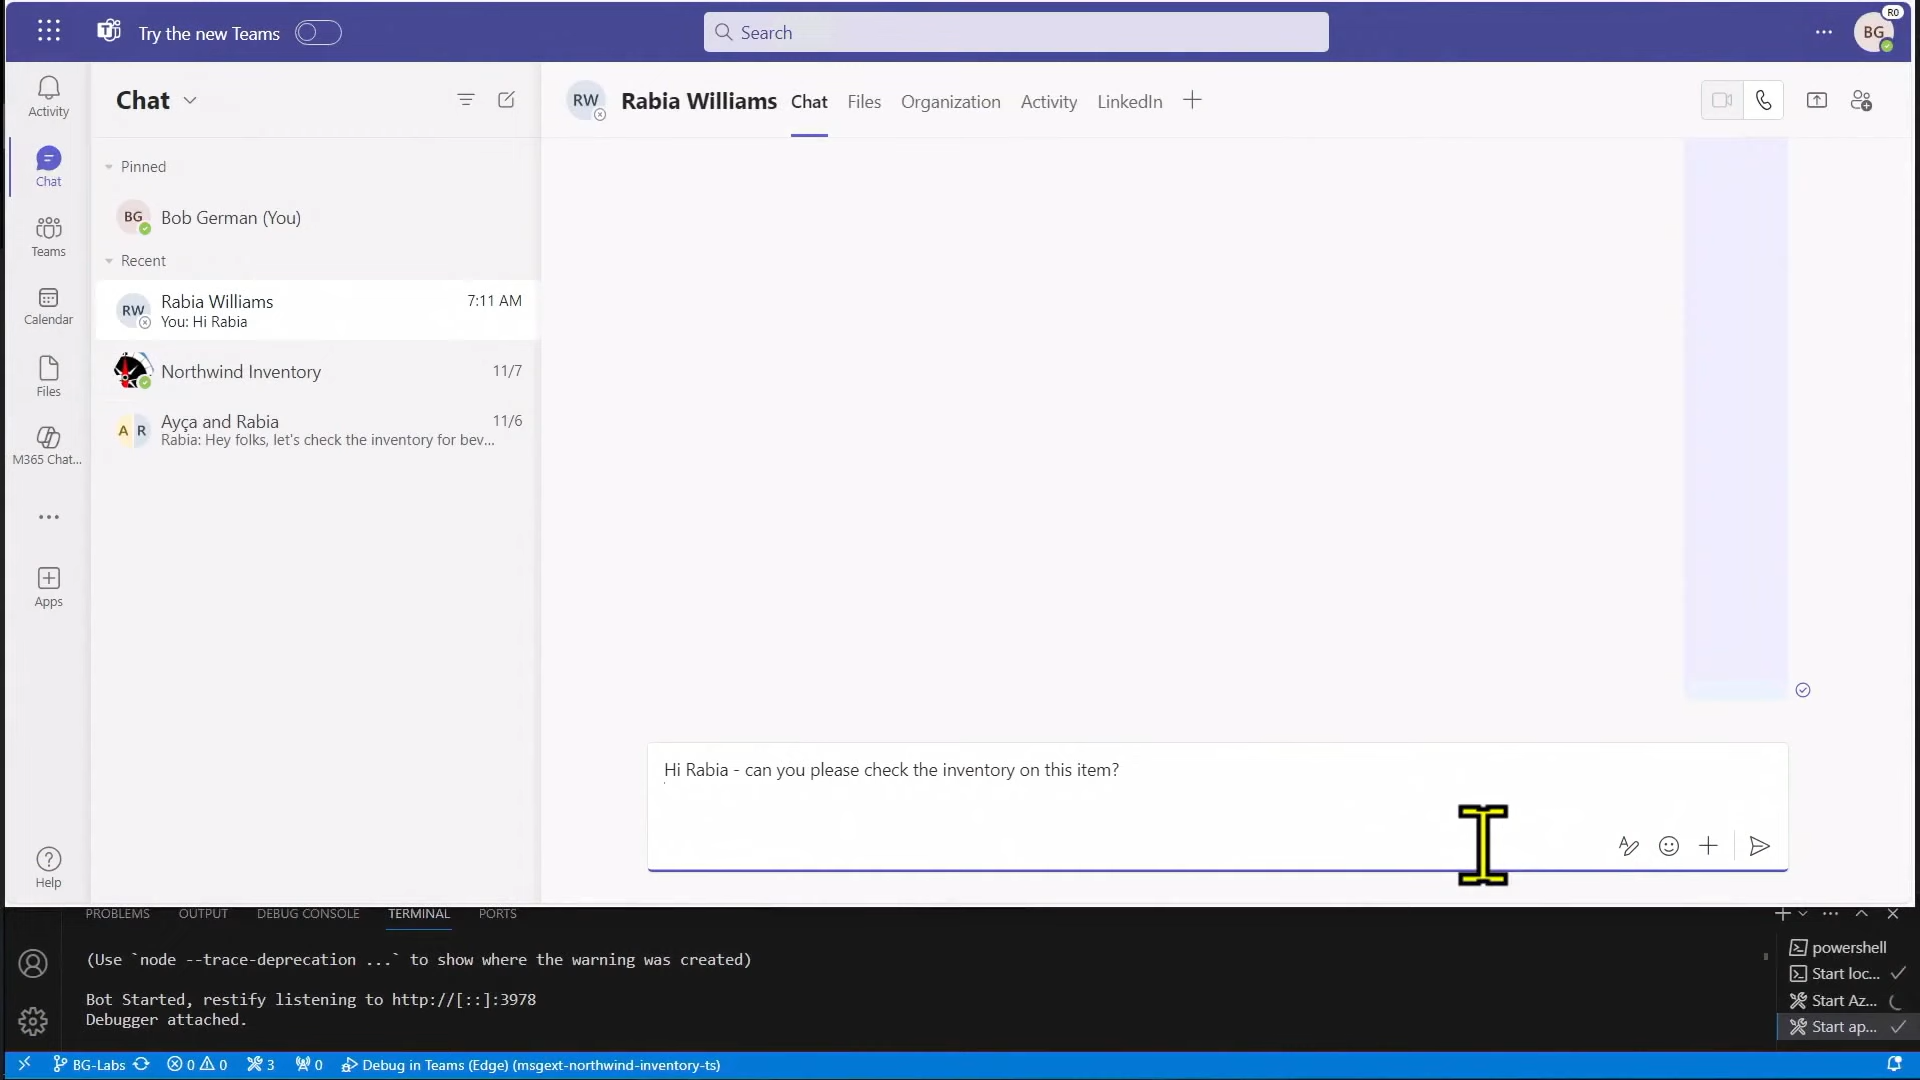 Try the new Teams
Search
R0
BG
Activity
Chat
Teams
Calendar
Files
M365 Chat...
Apps
Help
Chat
Pinned
BG Bob German (You)
Recent
RW Rabia Williams 7:11 AM
You: Hi Rabia
Northwind Inventory 11/7
A R Ayça and Rabia 11/6
Rabia: Hey folks, let's check the inventory for bev...
RW Rabia Williams Chat Files Organization Activity LinkedIn
Hi Rabia - can you please check the inventory on this item?
PROBLEMS OUTPUT DEBUG CONSOLE TERMINAL PORTS
(Use `node --trace-deprecation ...` to show where the warning was created)
Bot Started, restify listening to http://[::]:3978
Debugger attached.
powershell
Start loc...
Start Az...
Start ap...
BG-Labs 0 0 3 0 Debug in Teams (Edge) (msgext-northwind-inventory-ts)